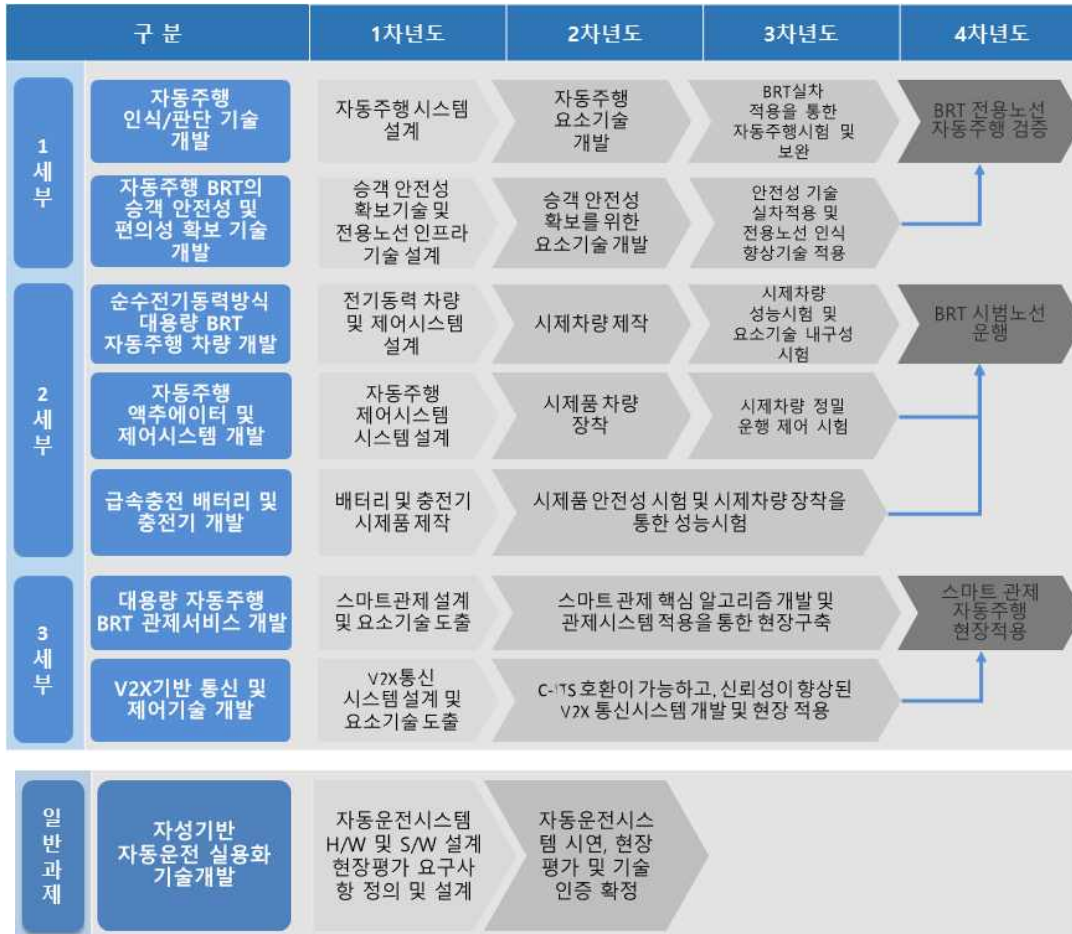 구 분
1차년도
2차년도
3차년도
4차년도
1
세
부
자동주행
인식/판단 기술
개발
자동주행 시스템
설계
자동주행
요소기술
개발
BRT실차
적용을 통한
자동주행시험 및
보완
BRT 전용노선
자동주행 검증
자동주행 BRT의
승객 안전성 및
편의성 확보 기술
개발
승객 안전성
확보기술 및
전용노선 인프라
기술 설계
승객 안전성
확보를 위한
요소기술 개발
안전성 기술
실차적용 및
전용노선 인식
향상기술 적용
2
세
부
순수전기동력방식
대용량 BRT
자동주행 차량 개발
전기동력 차량
및 제어시스템
설계
시제차량 제작
시제차량
성능시험 및
요소기술 내구성
시험
BRT 시범노선
운행
자동주행
액추에이터 및
제어시스템 개발
자동주행
제어시스템
시스템 설계
시제품 차량
장착
시제차량 정밀
운행 제어 시험
급속충전 배터리 및
충전기 개발
배터리 및 충전기
시제품 제작
시제품 안전성 시험 및 시제차량 장착을
통한 성능시험
3
세
부
대용량 자동주행
BRT 관제서비스 개발
스마트관제 설계
및 요소기술 도출
스마트 관제 핵심 알고리즘 개발 및
관제시스템 적용을 통한 현장구축
스마트 관제
자동주행
현장적용
V2X기반 통신 및
제어기술 개발
V2X통신
시스템 설계 및
요소기술 도출
C-ITS 호환이 가능하고, 신뢰성이 향상된
V2X 통신시스템 개발 및 현장 적용
일
반
과
제
자성기반
자동운전 실용화
기술개발
자동운전시스템
H/W 및 S/W 설계
현장평가 요구사
항 정의 및 설계
자동운전시스
템 시연, 현장
평가 및 기술
인증 확정